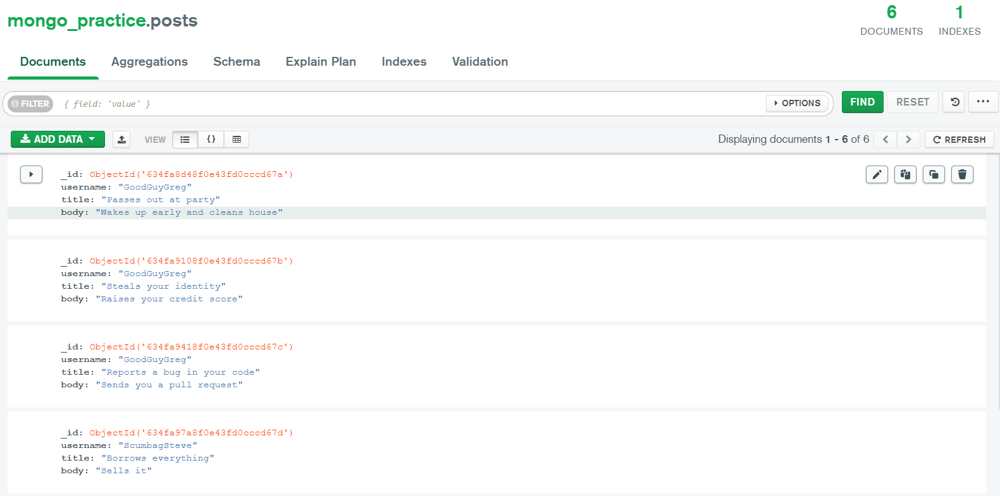 mongo_practice.posts
6
DOCUMENTS
1
INDEXES
Documents Aggregations Schema Explain Plan Indexes Validation
FILTER { field: 'value' } OPTIONS FIND RESET
ADD DATA VIEW {} Displaying documents 1 - 6 of 6 REFRESH
_id: ObjectId('634fa8d48f0e43fd0cccd67a')
username: "GoodGuyGreg"
title: "Passes out at party"
body: "Wakes up early and cleans house"
_id: ObjectId('634fa9108f0e43fd0cccd67b')
username: "GoodGuyGreg"
title: "Steals your identity"
body: "Raises your credit score"
_id: ObjectId('634fa9418f0e43fd0cccd67c')
username: "GoodGuyGreg"
title: "Reports a bug in your code"
body: "Sends you a pull request"
_id: ObjectId('634fa97a8f0e43fd0cccd67d')
username: "ScumbagSteve"
title: "Borrows everything"
body: "Sells it"